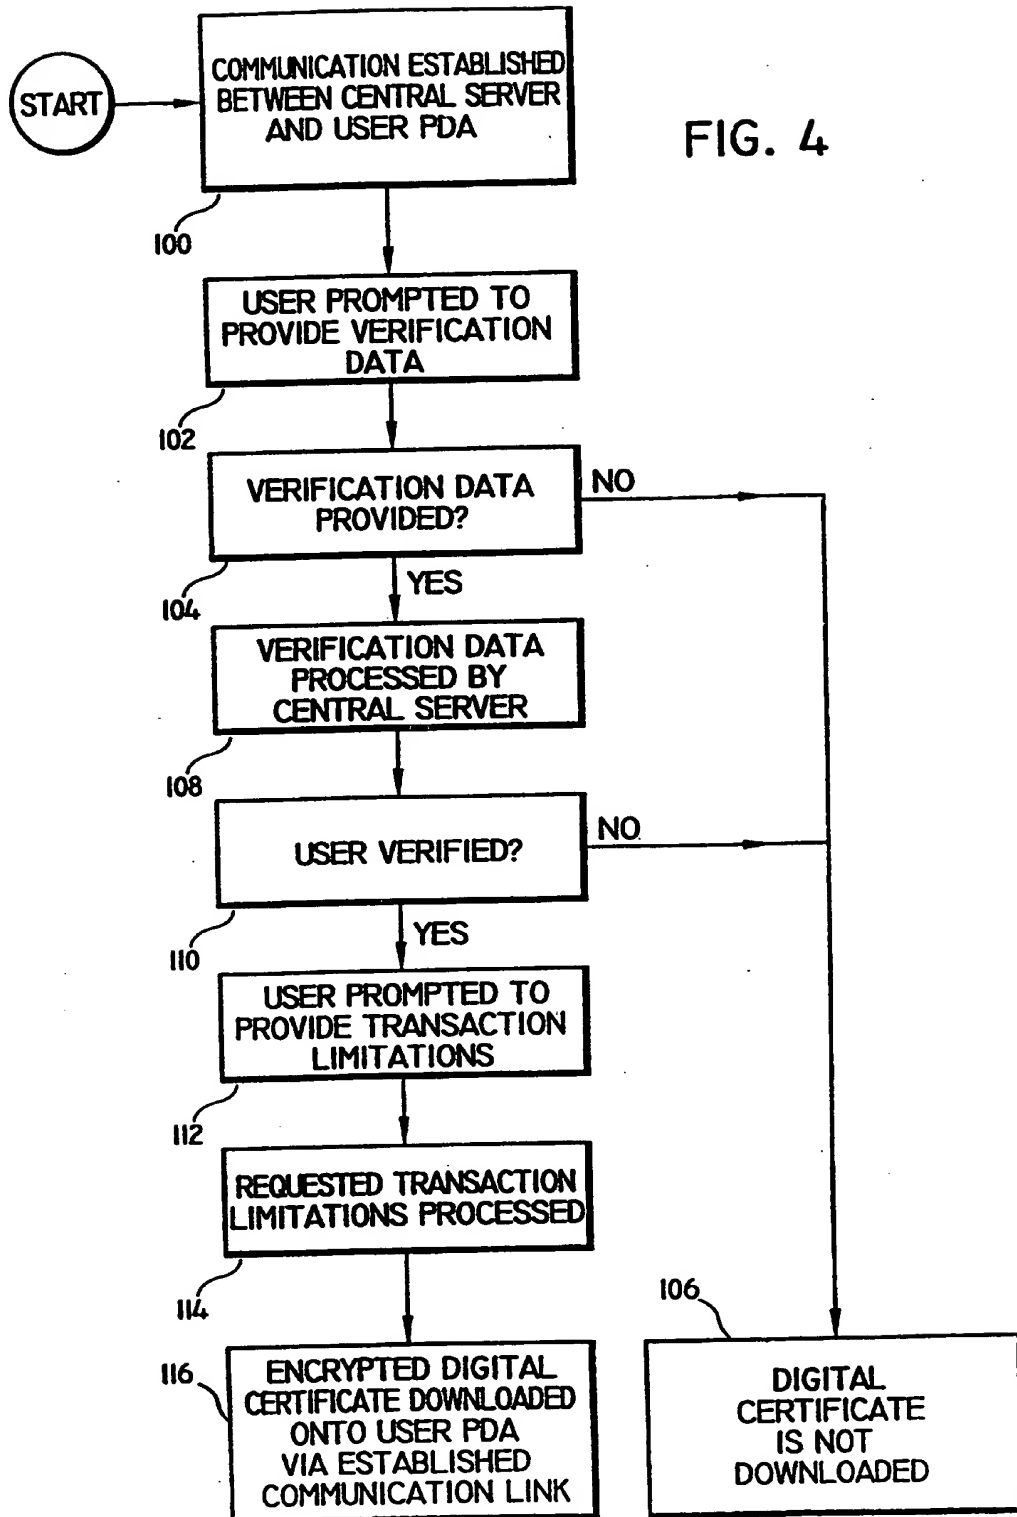 START
COMMUNICATION ESTABLISHED
BETWEEN CENTRAL SERVER
AND USER PDA
FIG. 4
100
USER PROMPTED TO
PROVIDE VERIFICATION
DATA
102
VERIFICATION DATA
PROVIDED?
NO
104
YES
VERIFICATION DATA
PROCESSED BY
CENTRAL SERVER
108
USER VERIFIED?
NO
110
YES
USER PROMPTED TO
PROVIDE TRANSACTION
LIMITATIONS
112
REQUESTED TRANSACTION
LIMITATIONS PROCESSED
114
116
ENCRYPTED DIGITAL
CERTIFICATE DOWNLOADED
ONTO USER PDA
VIA ESTABLISHED
COMMUNICATION LINK
106
DIGITAL
CERTIFICATE
IS NOT
DOWNLOADED